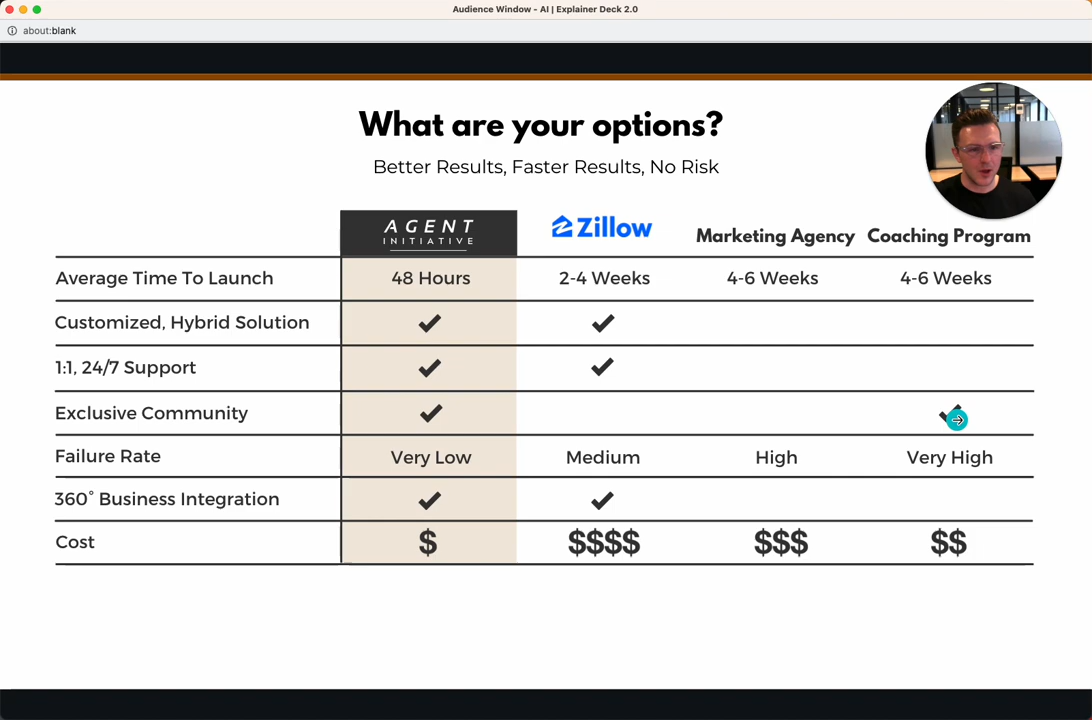 Audience Window - AI | Explainer Deck 2.0
about:blank
What are your options?
Better Results, Faster Results, No Risk
AGENT INITIATIVE Zillow Marketing Agency Coaching Program
Average Time To Launch 48 Hours 2-4 Weeks 4-6 Weeks 4-6 Weeks
Customized, Hybrid Solution ✔ ✔
1:1, 24/7 Support ✔ ✔
Exclusive Community ✔ ✔
Failure Rate Very Low Medium High Very High
360° Business Integration ✔ ✔
Cost $ $$$$ $$$ $$